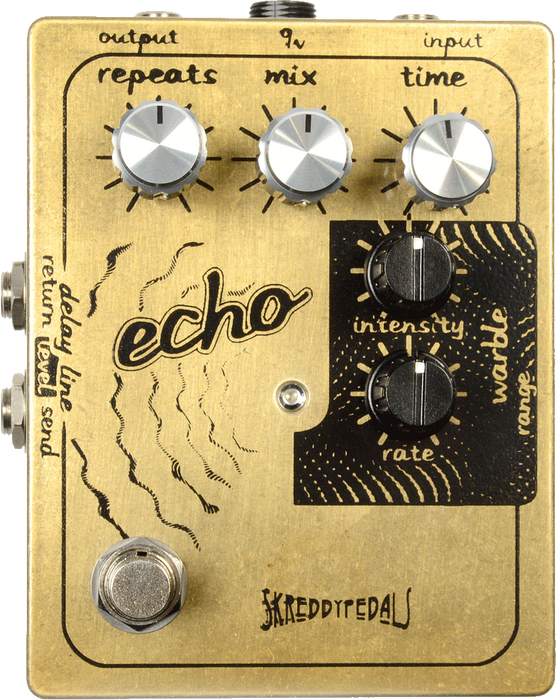 output 9v input
repeats mix time
echo
intensity
warble
range
rate
delay line
return level send
SKREDDYPEDALS